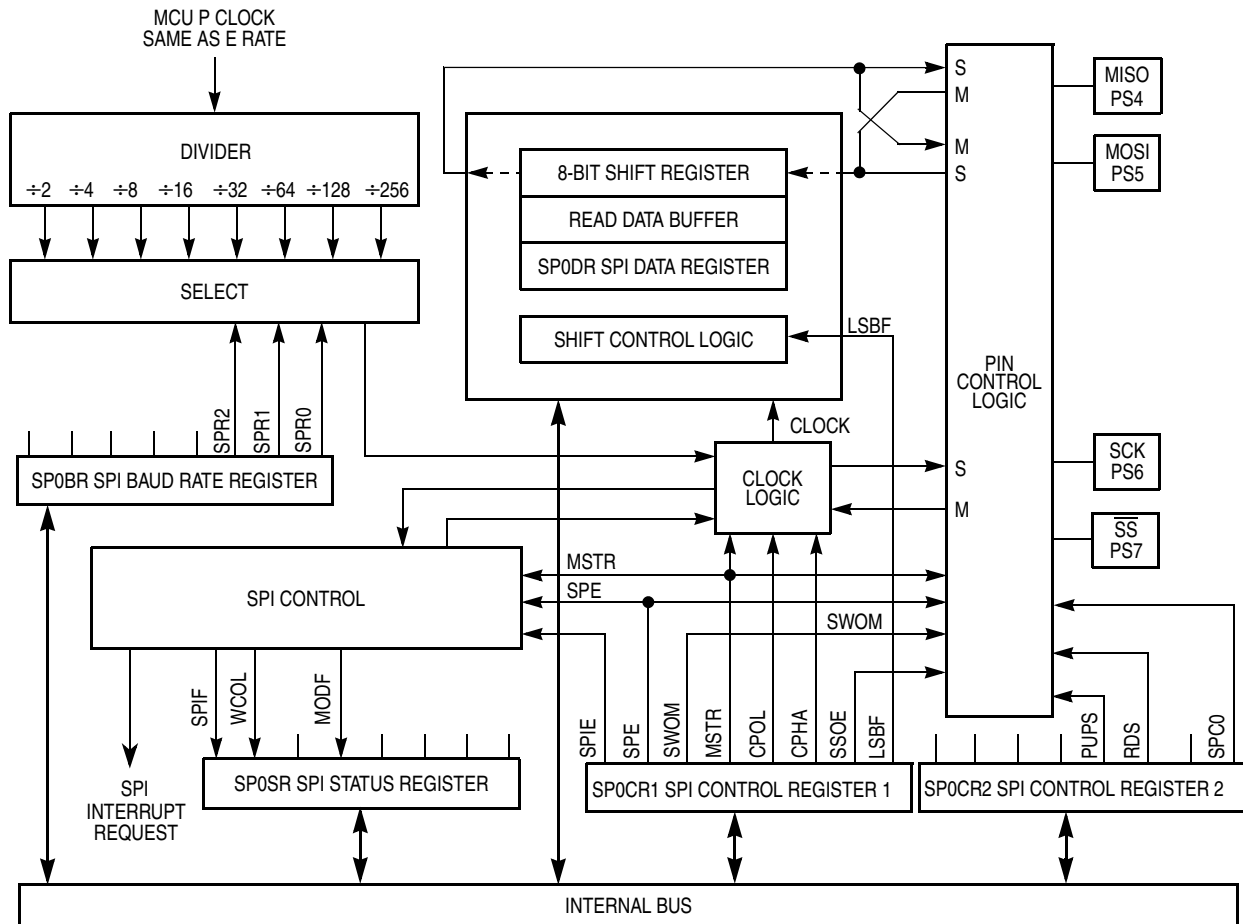 MCU P CLOCK
SAME AS E RATE
DIVIDER
÷2 ÷4 ÷8 ÷16 ÷32 ÷64 ÷128 ÷256
SELECT
SPR2
SPR1
SPR0
SP0BR SPI BAUD RATE REGISTER
8-BIT SHIFT REGISTER
READ DATA BUFFER
SP0DR SPI DATA REGISTER
SHIFT CONTROL LOGIC
LSBF
CLOCK
CLOCK
LOGIC
S
M
M
S
PIN
CONTROL
LOGIC
S
M
MISO
PS4
MOSI
PS5
SCK
PS6
SS
PS7
SPI CONTROL
MSTR
SPE
SWOM
SPIF
WCOL
MODF
SPI
INTERRUPT
REQUEST
SP0SR SPI STATUS REGISTER
SPIE
SPE
SWOM
MSTR
CPOL
CPHA
SSOE
LSBF
SP0CR1 SPI CONTROL REGISTER 1
PUPS
RDS
SPC0
SP0CR2 SPI CONTROL REGISTER 2
INTERNAL BUS